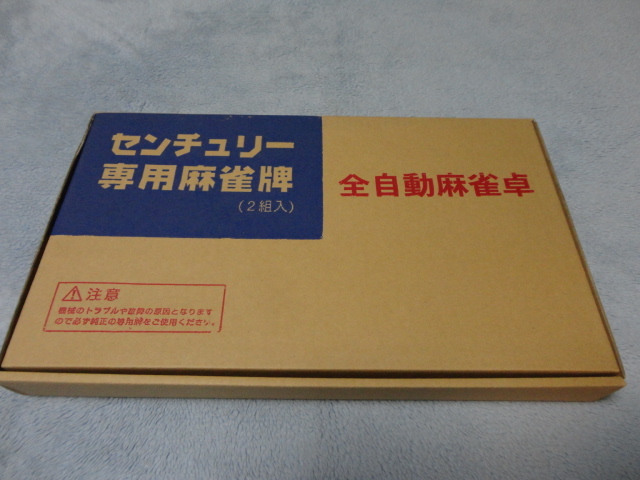 センチュリー
専用麻雀牌
(2組入)
全自動麻雀卓
⚠注意
機械のトラブルや故障の原因となります
ので必ず純正の専用牌をご使用ください。